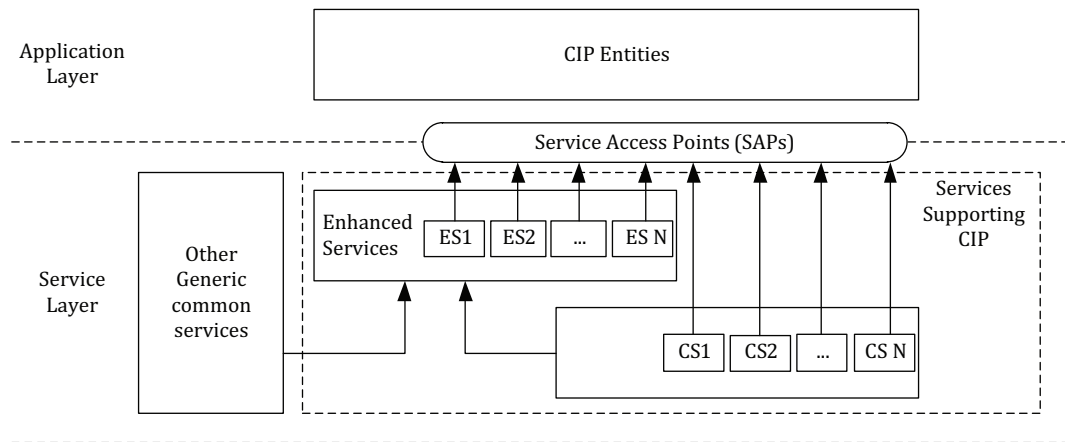 Application
Layer
CIP Entities
Service Access Points (SAPs)
Services
Supporting
CIP
Enhanced
Services
ES1
ES2
...
ES N
Other
Generic
common
services
Service
Layer
CS1
CS2
...
CS N